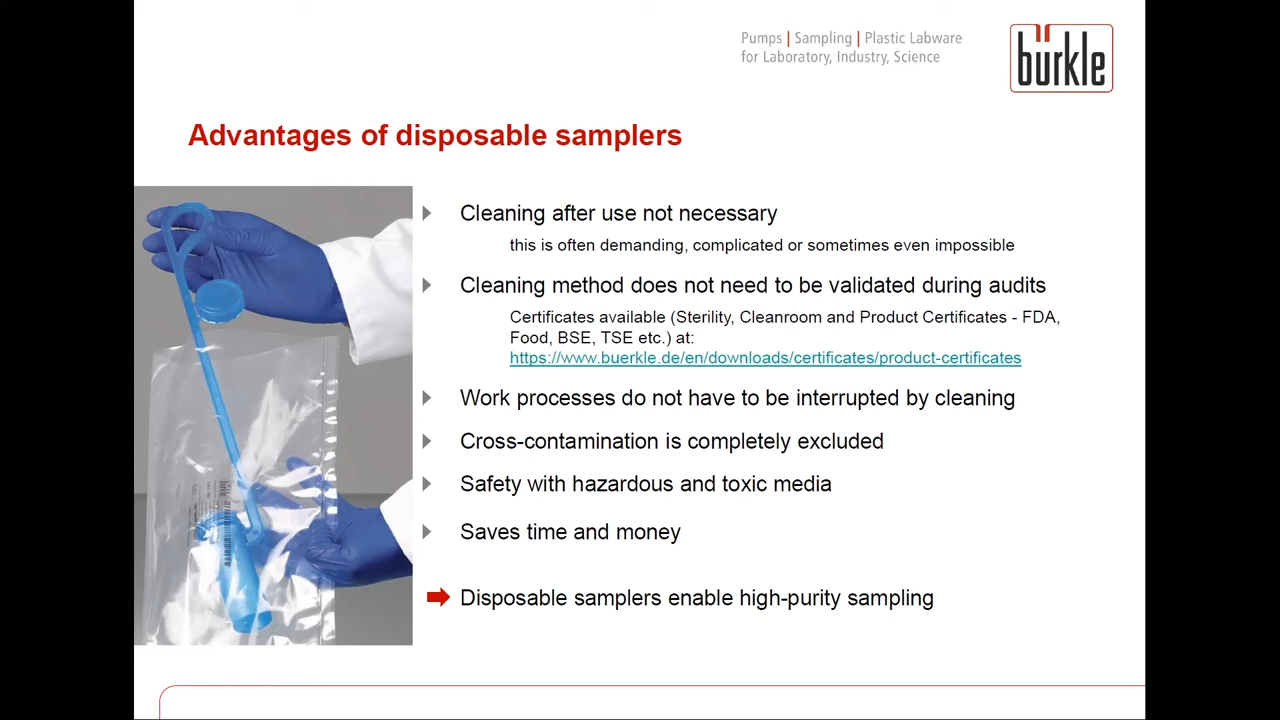 Pumps | Sampling | Plastic Labware
for Laboratory, Industry, Science
bürkle
Advantages of disposable samplers
Cleaning after use not necessary
this is often demanding, complicated or sometimes even impossible
Cleaning method does not need to be validated during audits
Certificates available (Sterility, Cleanroom and Product Certificates - FDA,
Food, BSE, TSE etc.) at:
https://www.buerkle.de/en/downloads/certificates/product-certificates
Work processes do not have to be interrupted by cleaning
Cross-contamination is completely excluded
Safety with hazardous and toxic media
Saves time and money
Disposable samplers enable high-purity sampling
bürkle